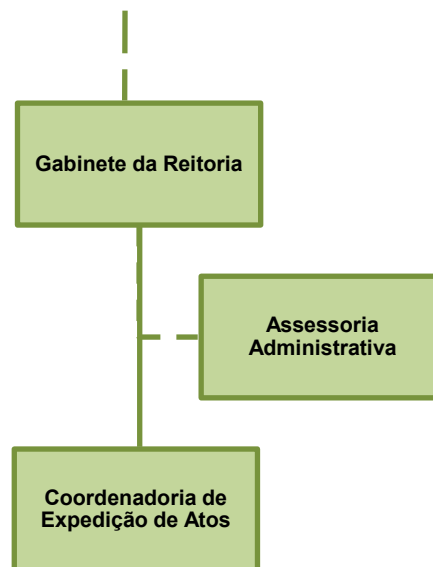 Gabinete da Reitoria
Assessoria
Administrativa
Coordenadoria de
Expedição de Atos